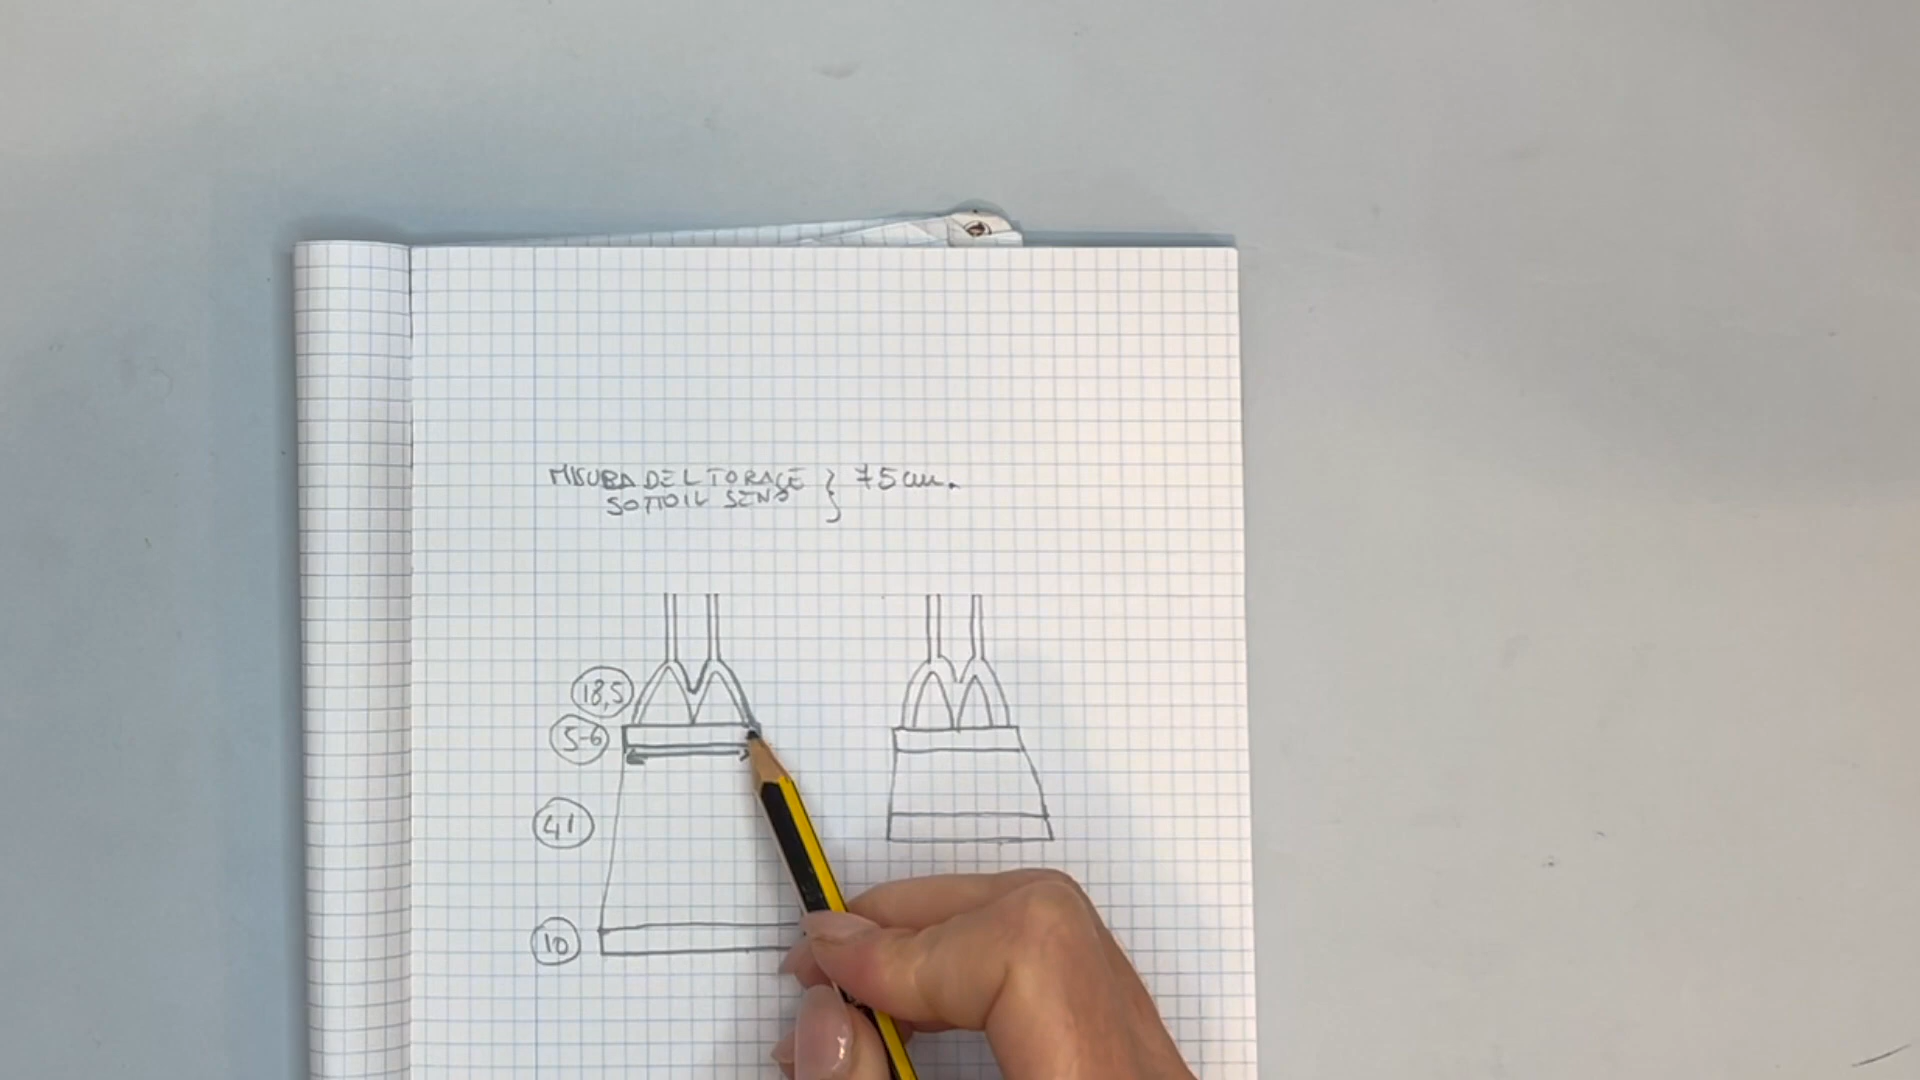 MISURA DEL TORACE } 75 cm.
SOTTO IL SENO
18,5
5-6
41
10